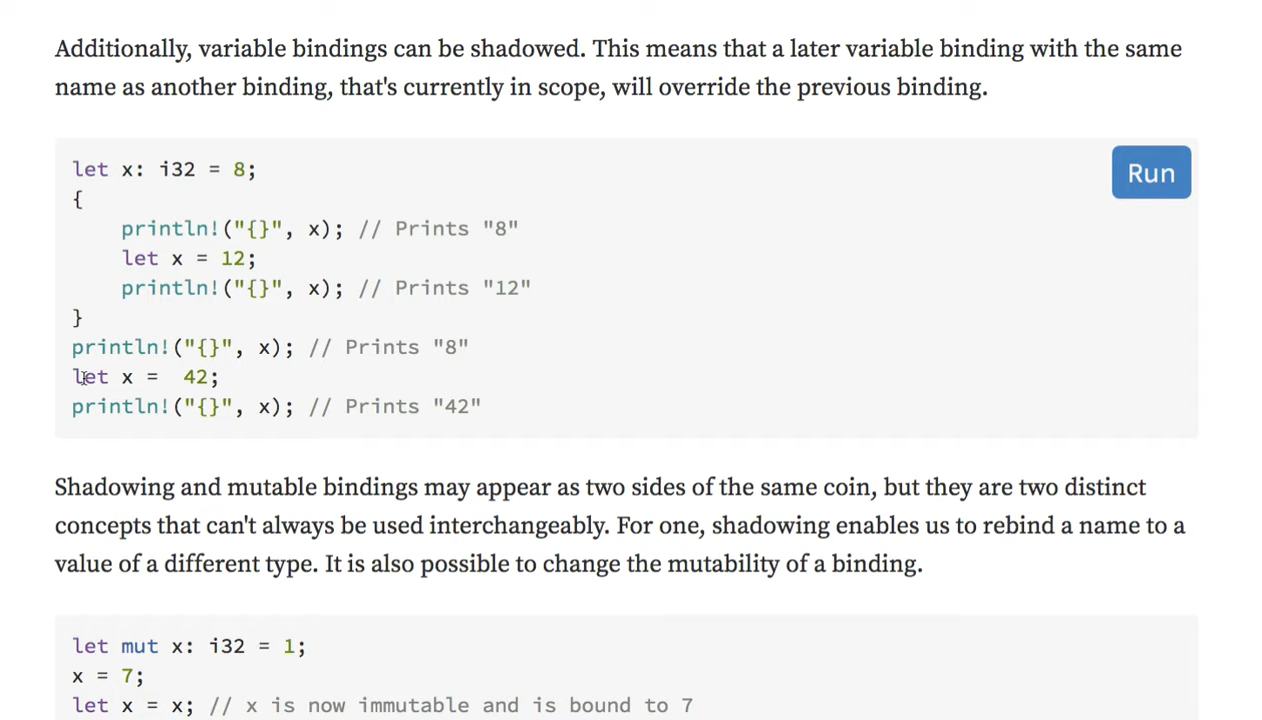 Additionally, variable bindings can be shadowed. This means that a later variable binding with the same
name as another binding, that's currently in scope, will override the previous binding.
let x: i32 = 8;
Run
{
    println!("{}", x); // Prints "8"
    let x = 12;
    println!("{}", x); // Prints "12"
}
println!("{}", x); // Prints "8"
let x =  42;
println!("{}", x); // Prints "42"
Shadowing and mutable bindings may appear as two sides of the same coin, but they are two distinct
concepts that can't always be used interchangeably. For one, shadowing enables us to rebind a name to a
value of a different type. It is also possible to change the mutability of a binding.
let mut x: i32 = 1;
x = 7;
let x = x; // x is now immutable and is bound to 7